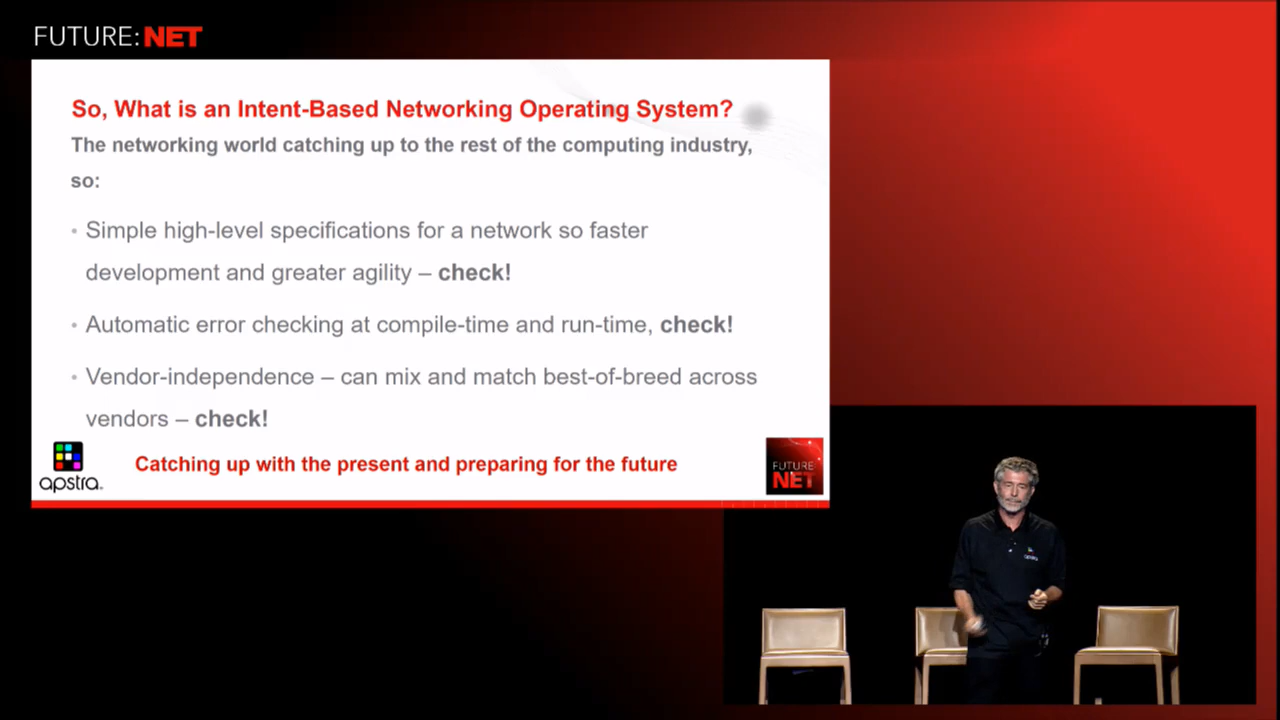 FUTURE:NET
So, What is an Intent-Based Networking Operating System?
The networking world catching up to the rest of the computing industry,
so:
• Simple high-level specifications for a network so faster
development and greater agility – check!
• Automatic error checking at compile-time and run-time, check!
• Vendor-independence – can mix and match best-of-breed across
vendors – check!
Catching up with the present and preparing for the future
apstra.
FUTURE:
NET
apstra